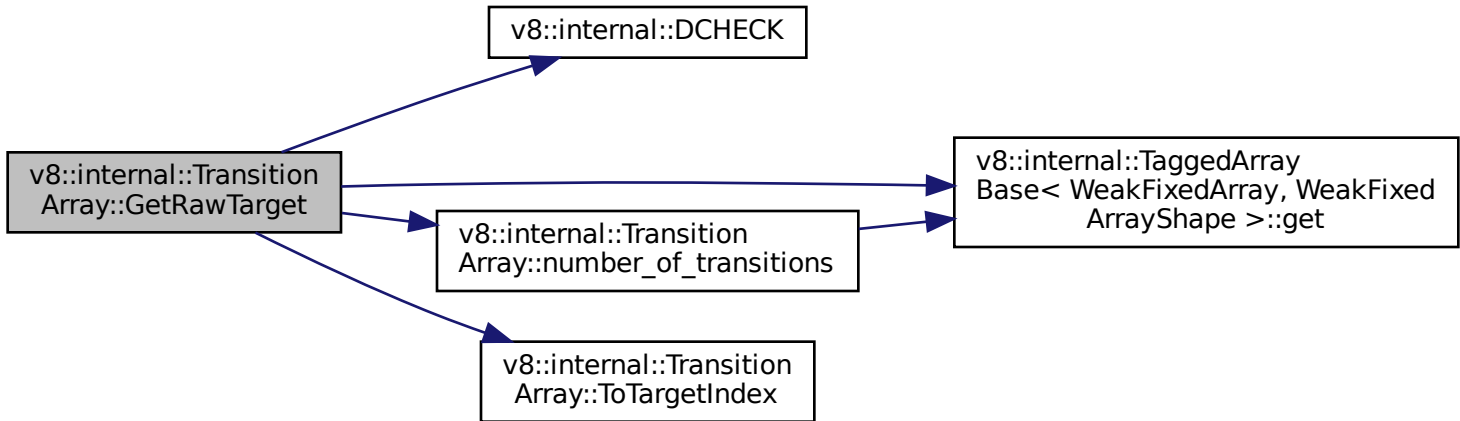 v8::internal::DCHECK
v8::internal::Transition
Array::GetRawTarget
v8::internal::TaggedArray
Base< WeakFixedArray, WeakFixed
ArrayShape >::get
v8::internal::Transition
Array::number_of_transitions
v8::internal::Transition
Array::ToTargetIndex